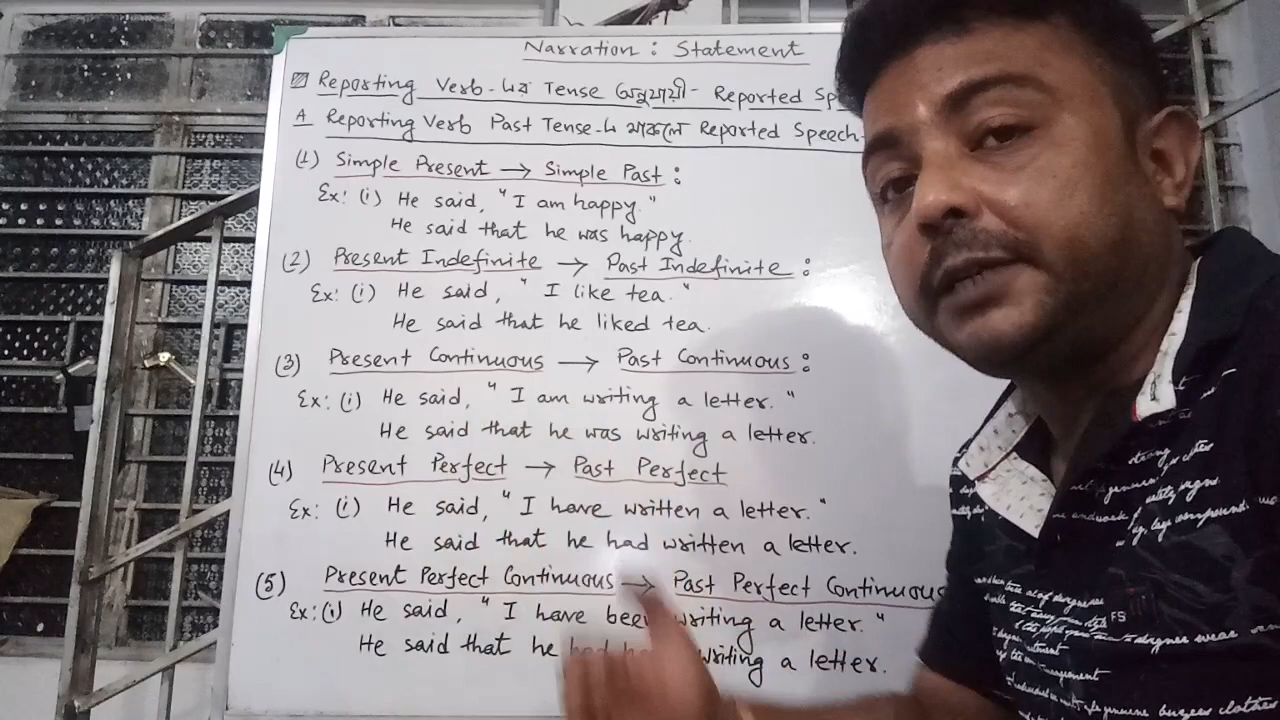 Narration : Statement
Reporting Verb - এর Tense অনুযায়ী - Reported Sp
A Reporting Verb Past Tense - এ থাকলে Reported Speech
(1) Simple Present → Simple Past :
Ex: (i) He said, "I am happy."
He said that he was happy.
(2) Present Indefinite → Past Indefinite :
Ex: (i) He said, "I like tea."
He said that he liked tea.
(3) Present Continuous → Past Continuous :
Ex: (i) He said, "I am writing a letter."
He said that he was writing a letter.
(4) Present Perfect → Past Perfect
Ex: (i) He said, "I have written a letter."
He said that he had written a letter.
(5) Present Perfect Continuous → Past Perfect Continuous
Ex: (i) He said, "I have been writing a letter."
He said that he had writing a letter.
FS